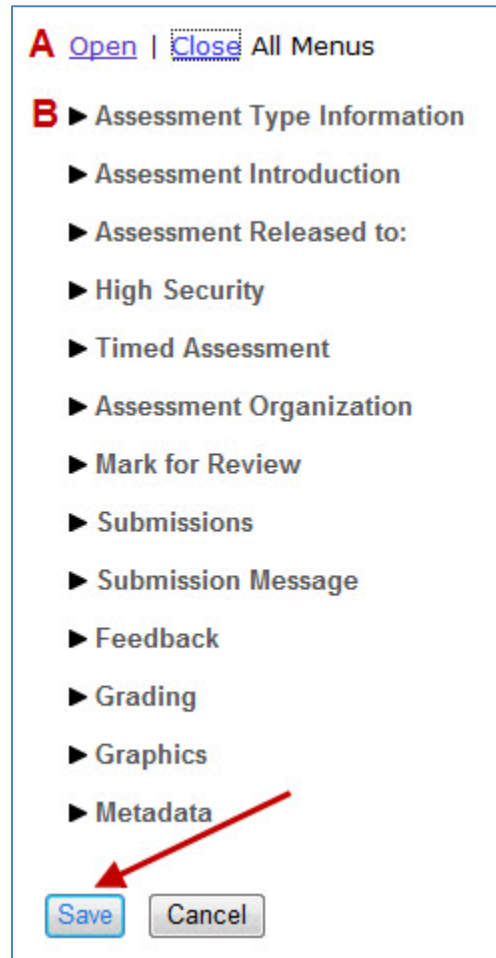 A Open | Close All Menus
B ▶ Assessment Type Information
▶ Assessment Introduction
▶ Assessment Released to:
▶ High Security
▶ Timed Assessment
▶ Assessment Organization
▶ Mark for Review
▶ Submissions
▶ Submission Message
▶ Feedback
▶ Grading
▶ Graphics
▶ Metadata
Save Cancel